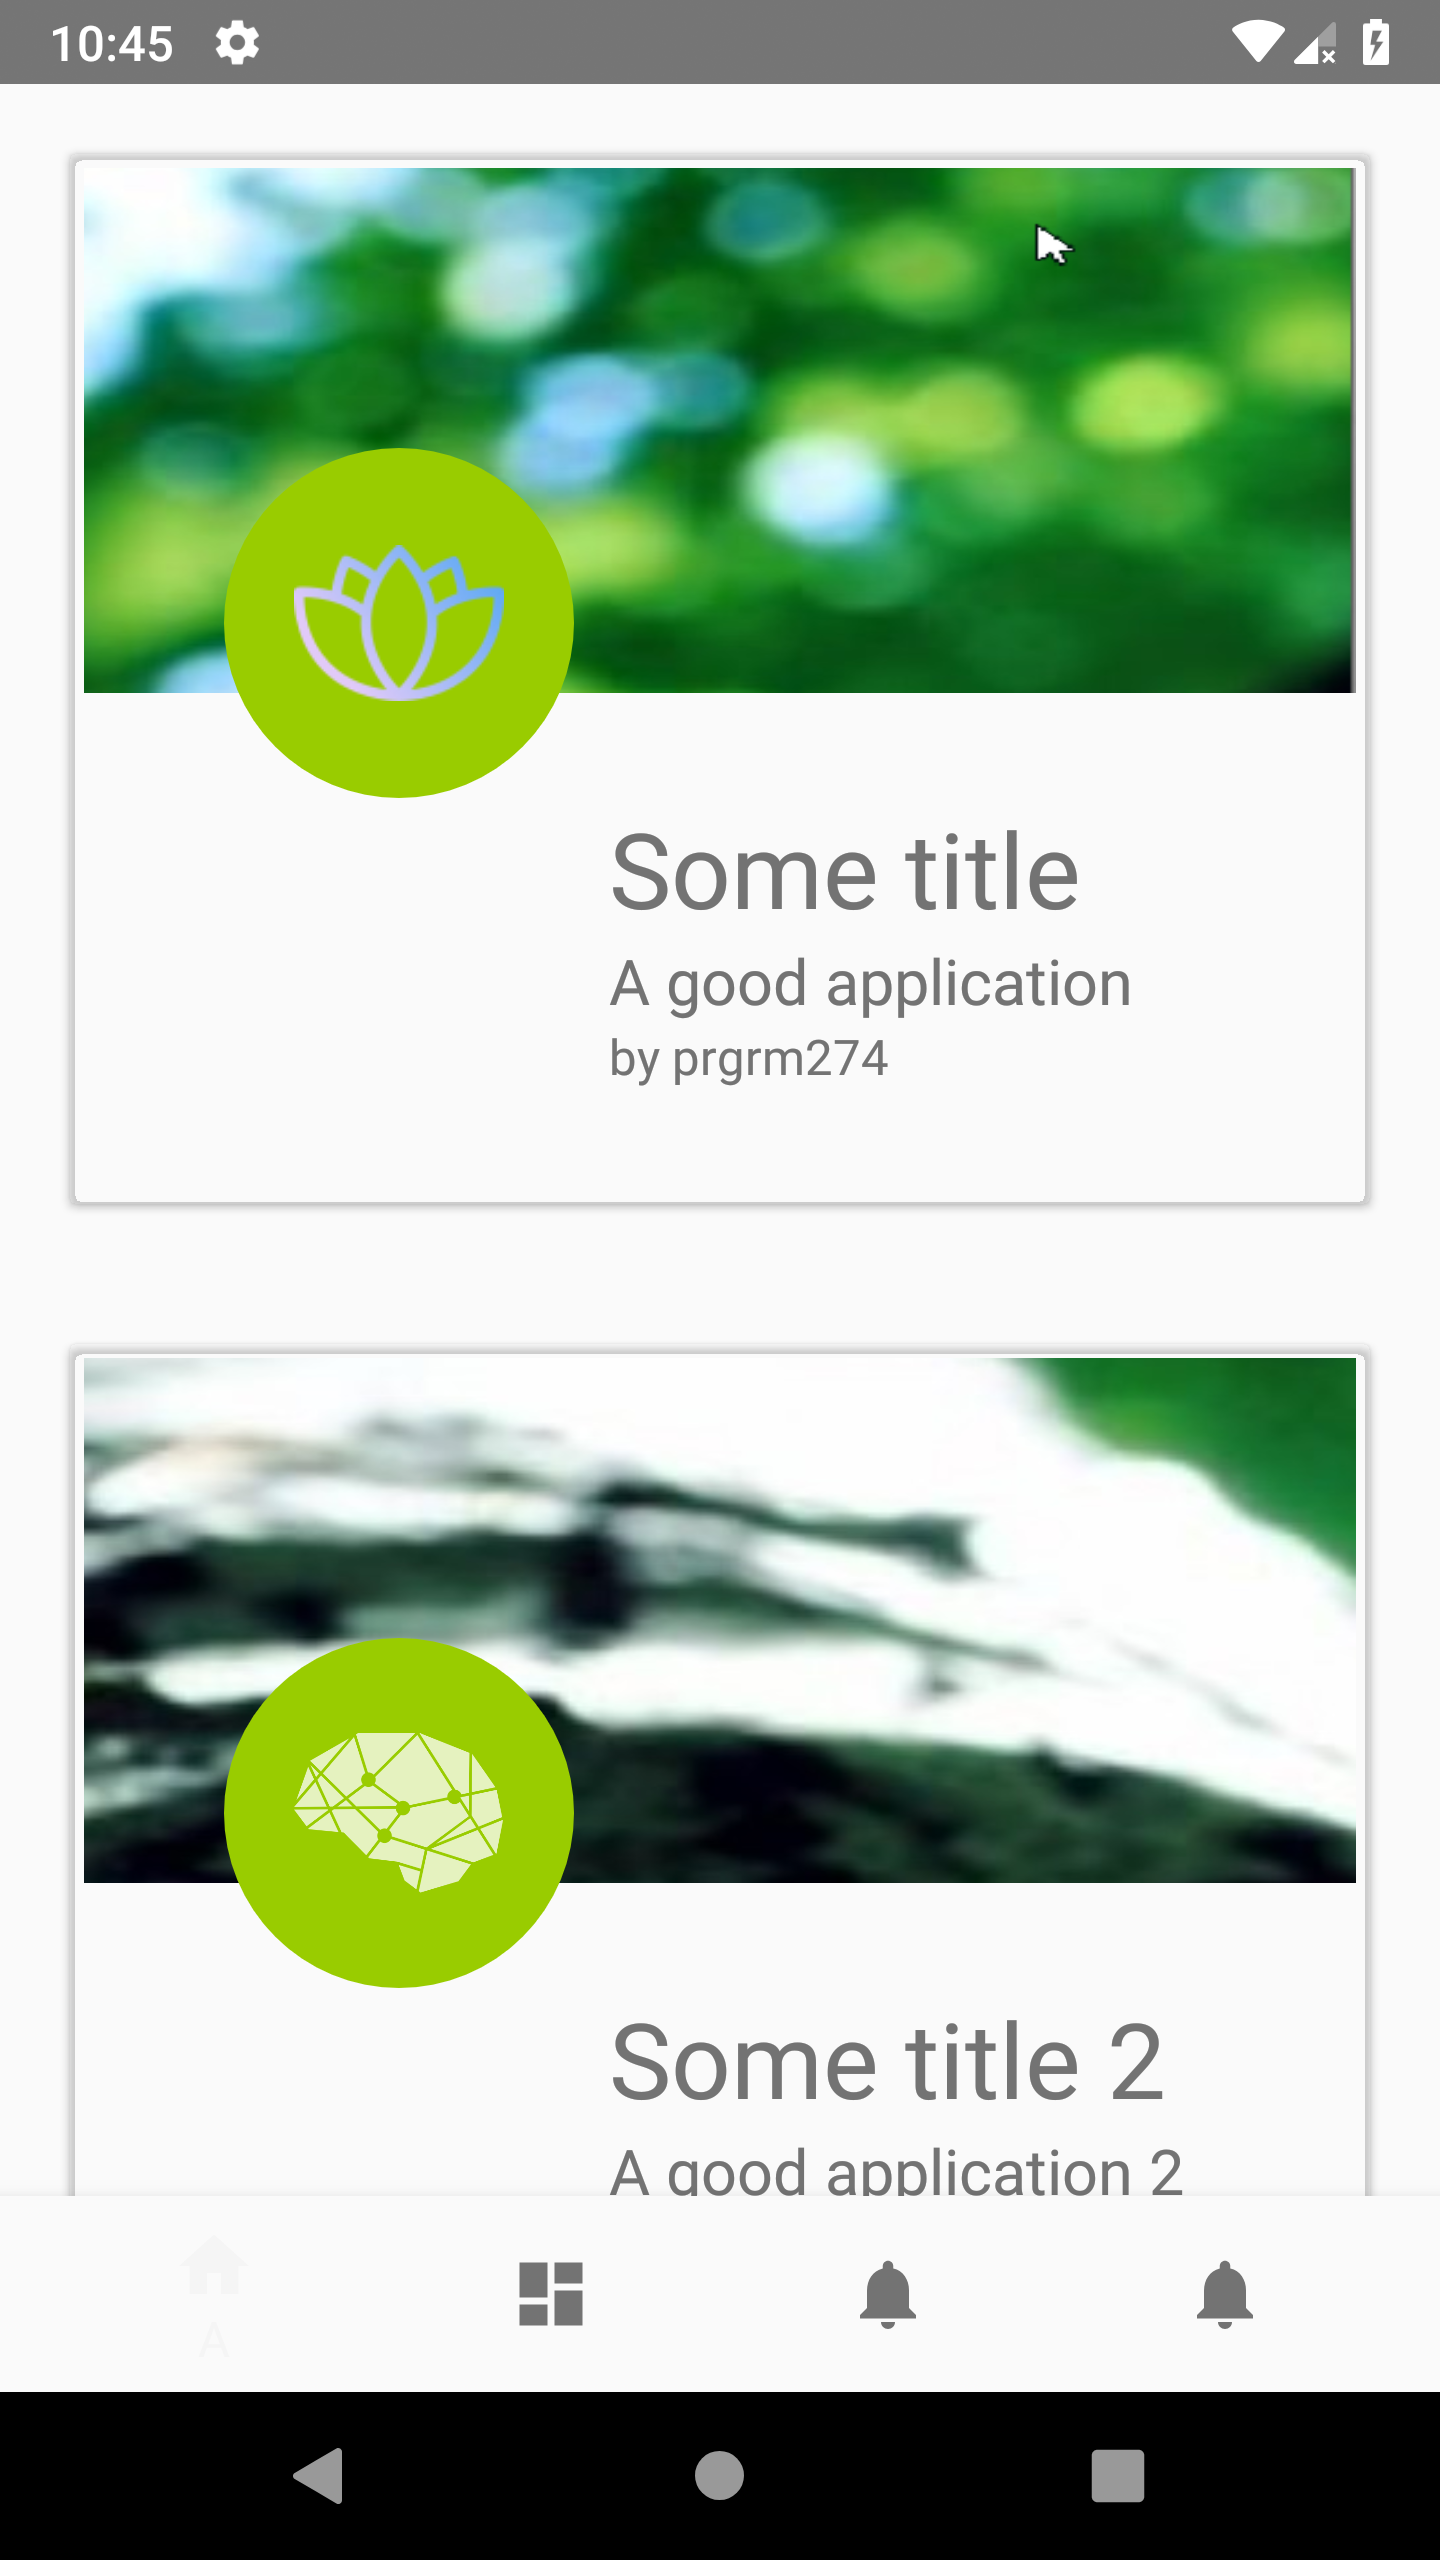 10:45
Some title
A good application
by prgrm274
Some title 2
A good application 2
A